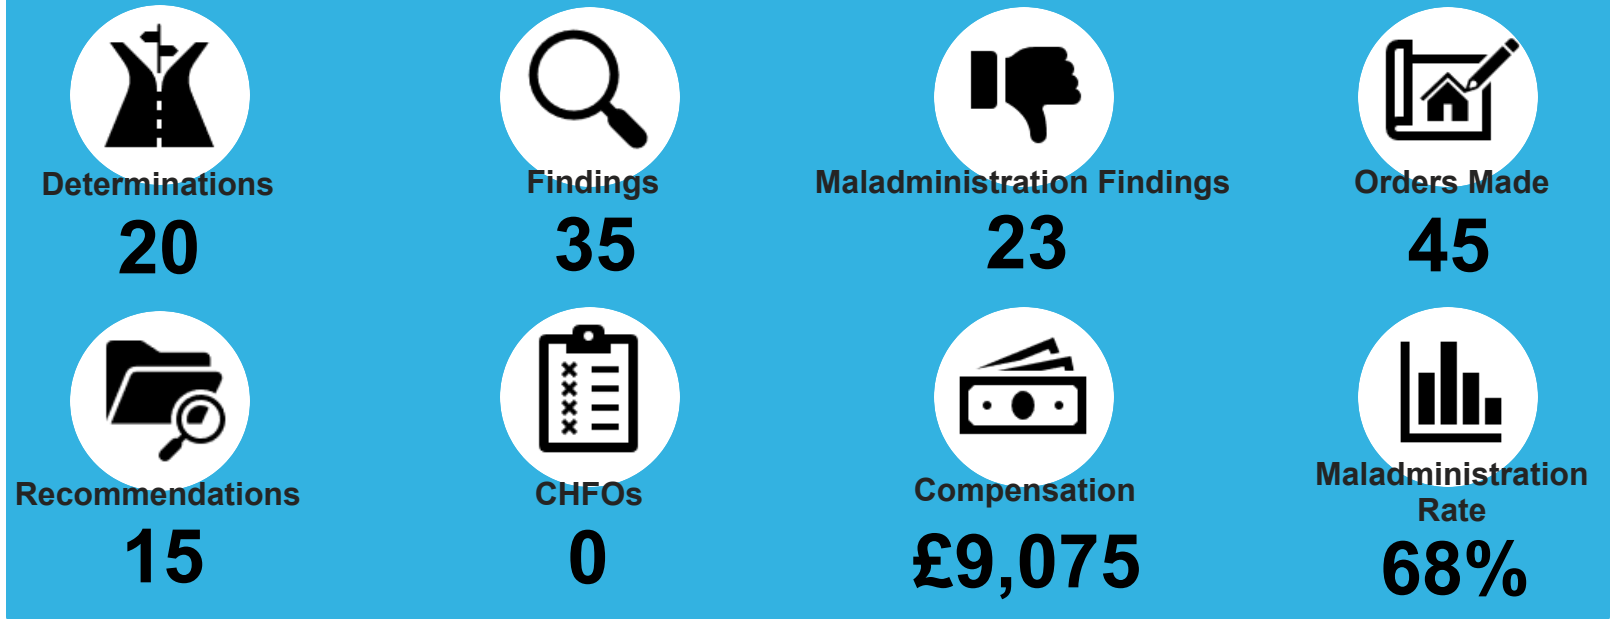 Determinations
20
Findings
35
Maladministration Findings
23
Orders Made
45
Recommendations
15
CHFOs
0
Compensation
£9,075
Maladministration
Rate
68%